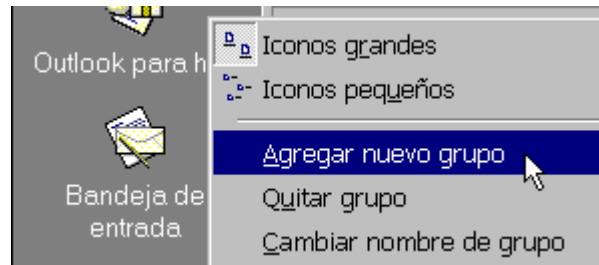 Outlook para h
Bandeja de
entrada
Iconos grandes
Iconos pequeños
Agregar nuevo grupo
Quitar grupo
Cambiar nombre de grupo